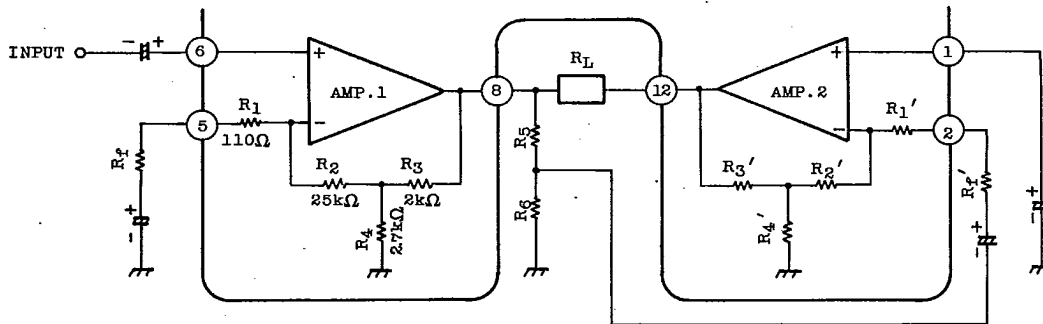 INPUT
- +
6
+
AMP.1
-
5
R1
110Ω
R2
25kΩ
R3
2kΩ
R4
2.7kΩ
Rf
+
-
8
RL
12
R5
R6
+
AMP.2
-
1
2
R1'
R2'
R3'
R4'
Rf'
- +
- +